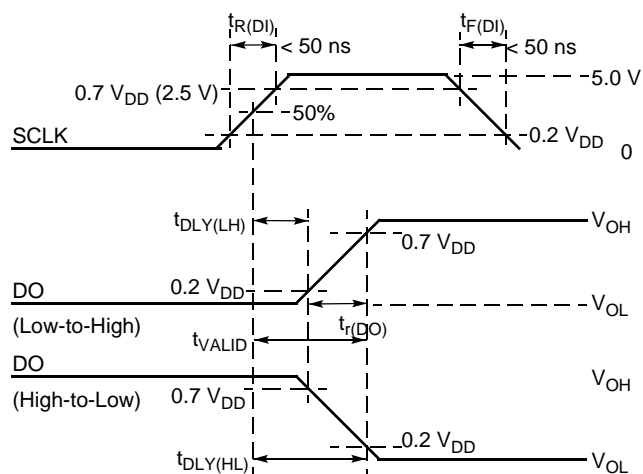 tR(DI)
< 50 ns
tF(DI)
< 50 ns
0.7 VDD (2.5 V)
5.0 V
50%
SCLK
0.2 VDD
0
tDLY(LH)
VOH
0.7 VDD
0.2 VDD
DO
(Low-to-High)
VOL
tr(DO)
tVALID
DO
(High-to-Low)
VOH
0.7 VDD
0.2 VDD
tDLY(HL)
VOL